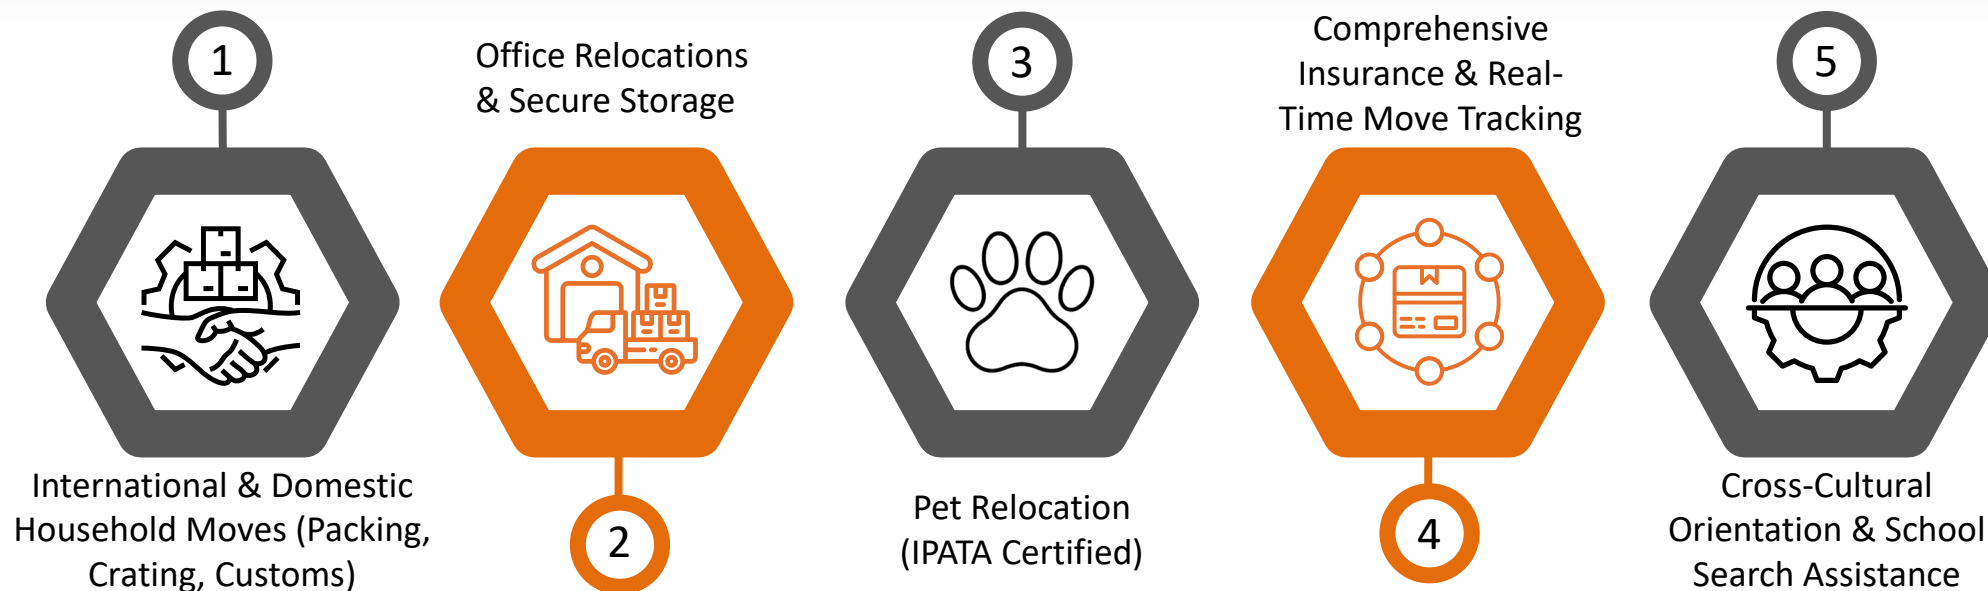 1
International & Domestic
Household Moves (Packing,
Crating, Customs)
Office Relocations
& Secure Storage
2
3
Pet Relocation
(IPATA Certified)
Comprehensive
Insurance & Real-
Time Move Tracking
4
5
Cross-Cultural
Orientation & School
Search Assistance